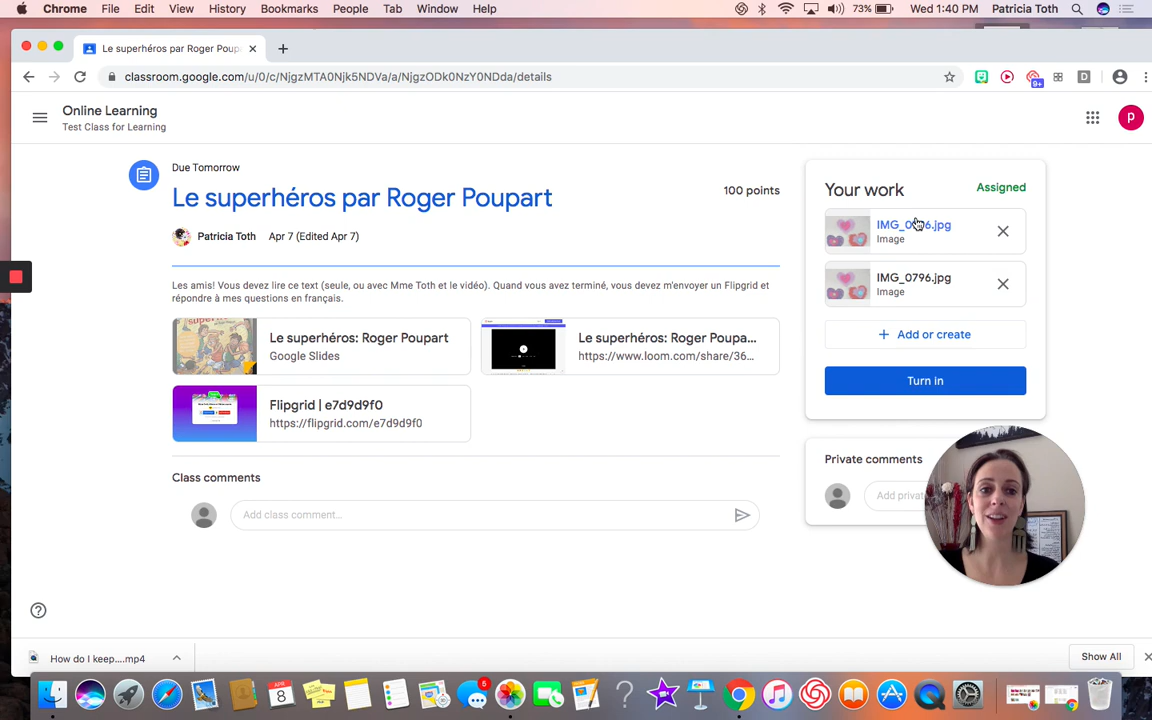 Chrome File Edit View History Bookmarks People Tab Window Help 73% Wed 1:40 PM Patricia Toth
Le superhéros par Roger Poupa
classroom.google.com/u/0/c/NjgzMTA0Njk5NDVa/a/NjgzODk0NzY0NDda/details
9+
D
Online Learning
Test Class for Learning
p
Due Tomorrow
Le superhéros par Roger Poupart
100 points
Patricia Toth Apr 7 (Edited Apr 7)
Les amis! Vous devez lire ce text (seule, ou avec Mme Toth et le vidéo). Quand vous avez terminé, vous devez m'envoyer un Flipgrid et
répondre à mes questions en français.
Le superhéros: Roger Poupart
Google Slides
Le superhéros: Roger Poupa...
https://www.loom.com/share/36...
Flipgrid | e7d9d9f0
https://flipgrid.com/e7d9d9f0
Class comments
Add class comment...
Your work
Assigned
Image
IMG_0796.jpg
Image
+ Add or create
Turn in
Private comments
Add
How do I keep....mp4
Show All
8
5